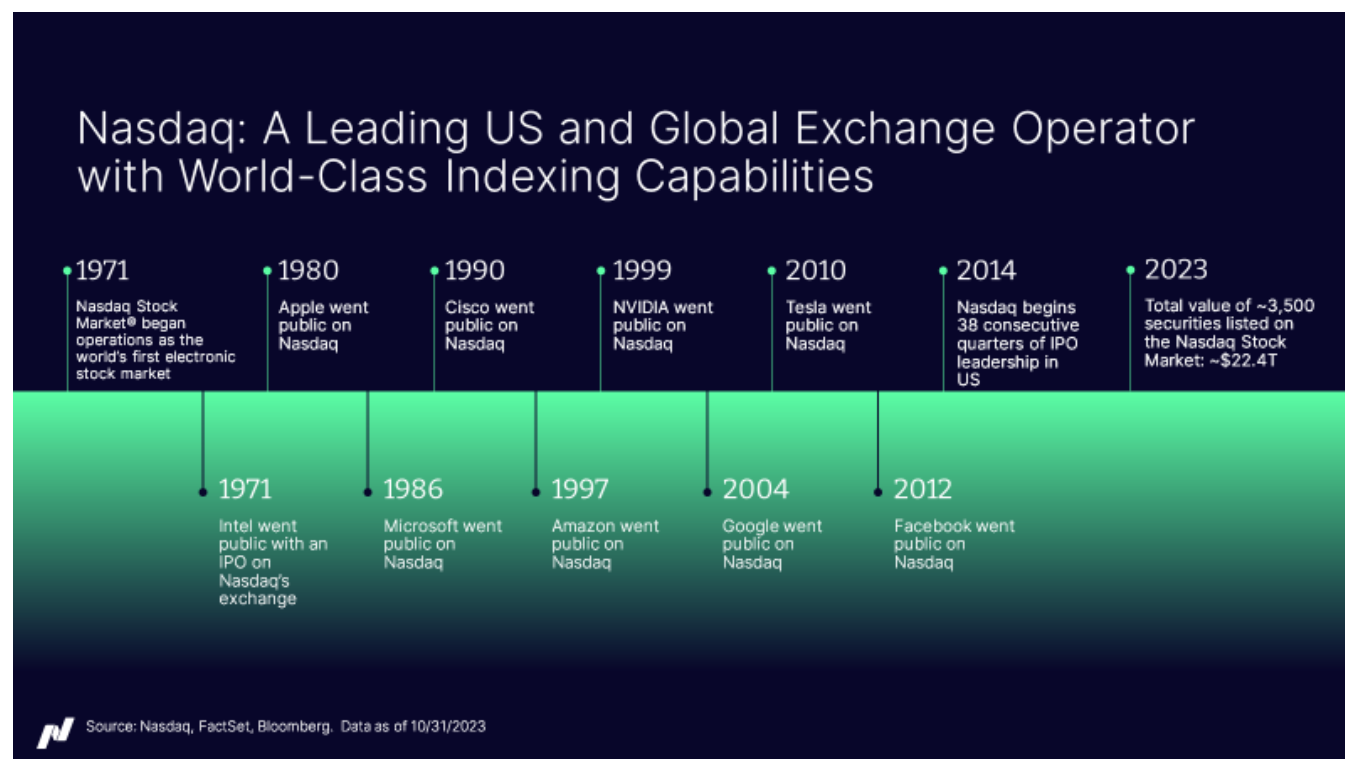 Nasdaq: A Leading US and Global Exchange Operator
with World-Class Indexing Capabilities
1971
Nasdaq Stock
Market® began
operations as the
world's first electronic
stock market
1980
Apple went
public on
Nasdaq
1990
Cisco went
public on
Nasdaq
1999
NVIDIA went
public on
Nasdaq
2010
Tesla went
public on
Nasdaq
2014
Nasdaq begins
38 consecutive
quarters of IPO
leadership in
US
2023
Total value of ~3,500
securities listed on
the Nasdaq Stock
Market: ~$22.4T
1971
Intel went
public with an
IPO on
Nasdaq's
exchange
1986
Microsoft went
public on
Nasdaq
1997
Amazon went
public on
Nasdaq
2004
Google went
public on
Nasdaq
2012
Facebook went
public on
Nasdaq
Source: Nasdaq, FactSet, Bloomberg. Data as of 10/31/2023